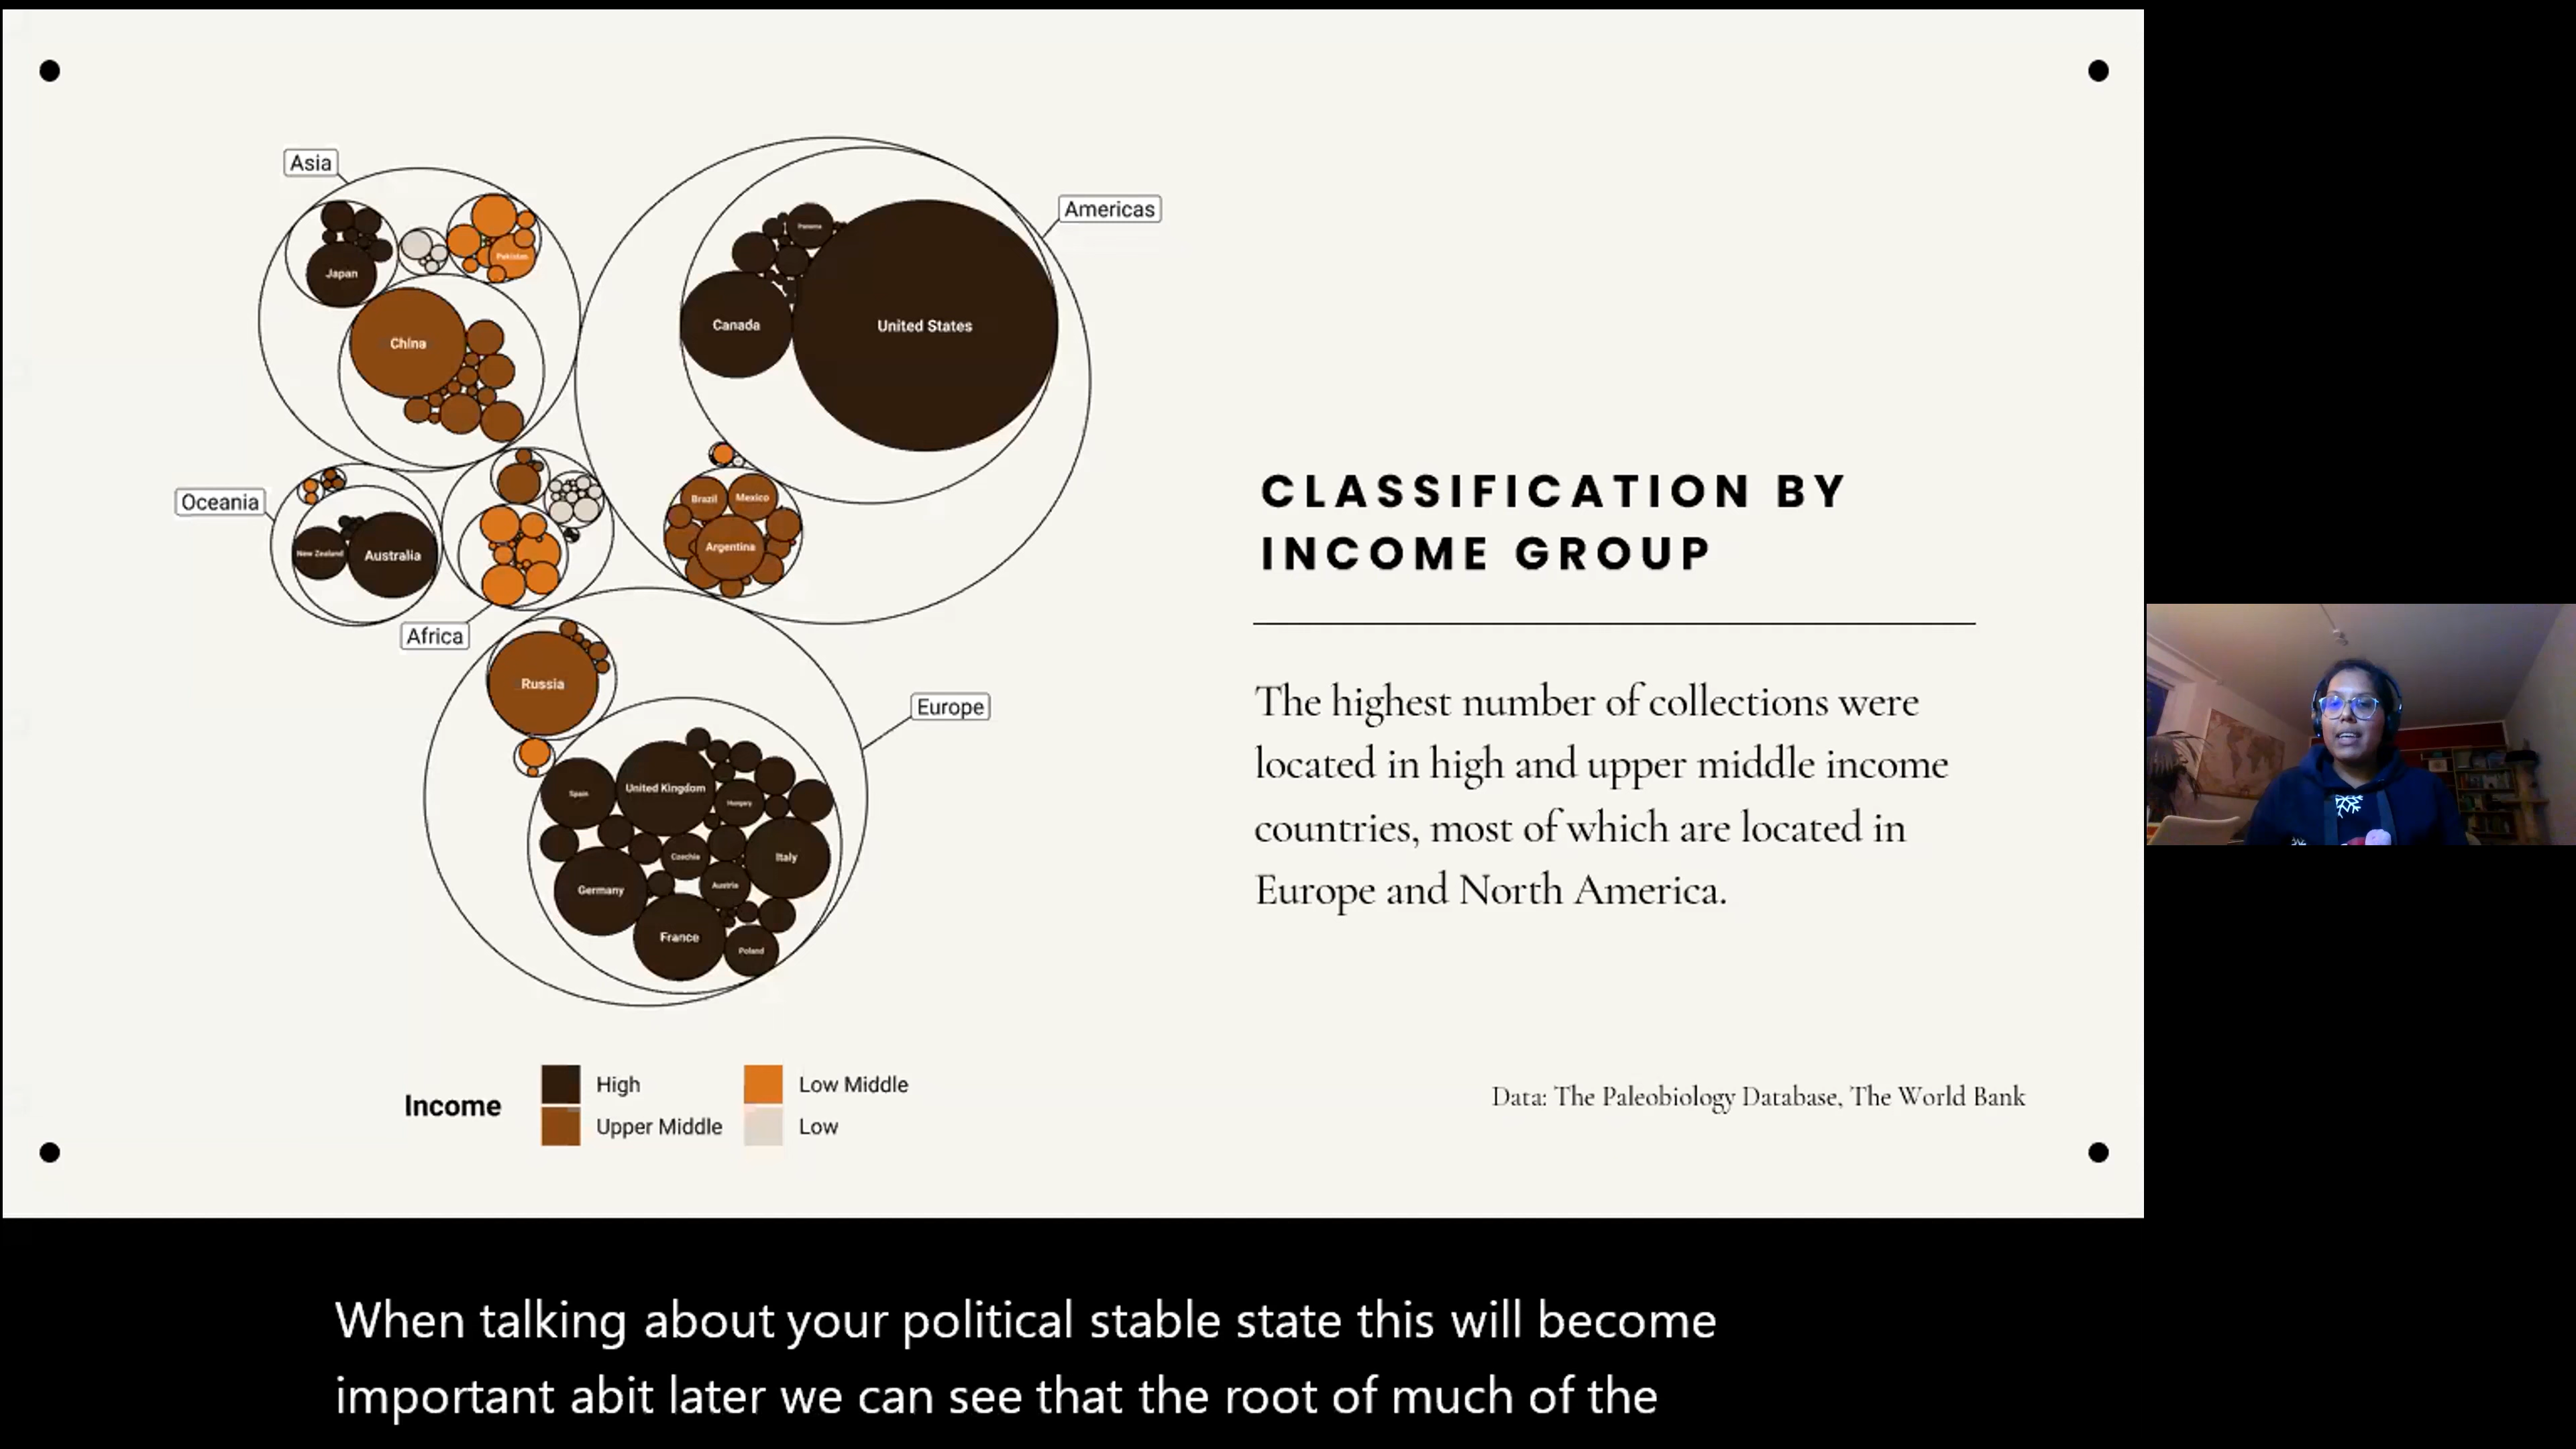 Asia
Americas
Japan
Pakistan
Panama
China
Canada
United States
Oceania
New Zealand
Australia
Brazil
Mexico
Argentina
Africa
Russia
Europe
Spain
United Kingdom
Hungary
Czechia
Italy
Germany
Austria
France
Poland
Income
High
Low Middle
Upper Middle
Low
CLASSIFICATION BY
INCOME GROUP
The highest number of collections were
located in high and upper middle income
countries, most of which are located in
Europe and North America.
Data: The Paleobiology Database, The World Bank
When talking about your political stable state this will become
important abit later we can see that the root of much of the